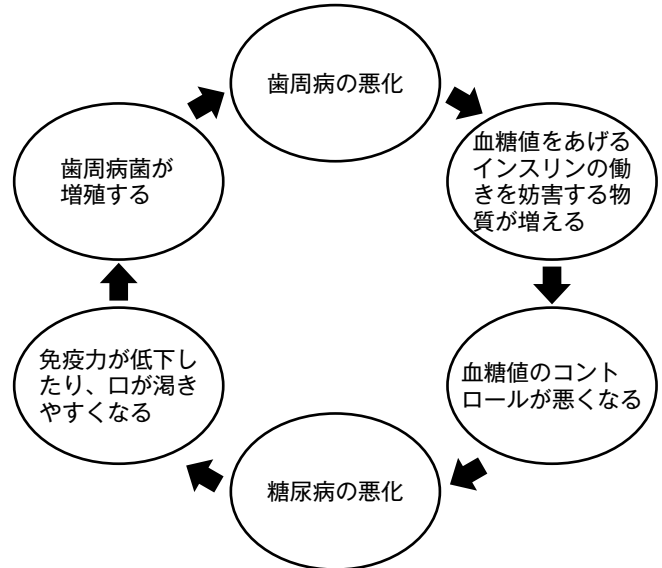 歯周病の悪化
血糖値をあげる
インスリンの働
きを妨害する物
質が増える
血糖値のコント
ロールが悪くなる
糖尿病の悪化
免疫力が低下し
たり、口が渇き
やすくなる
歯周病菌が
増殖する